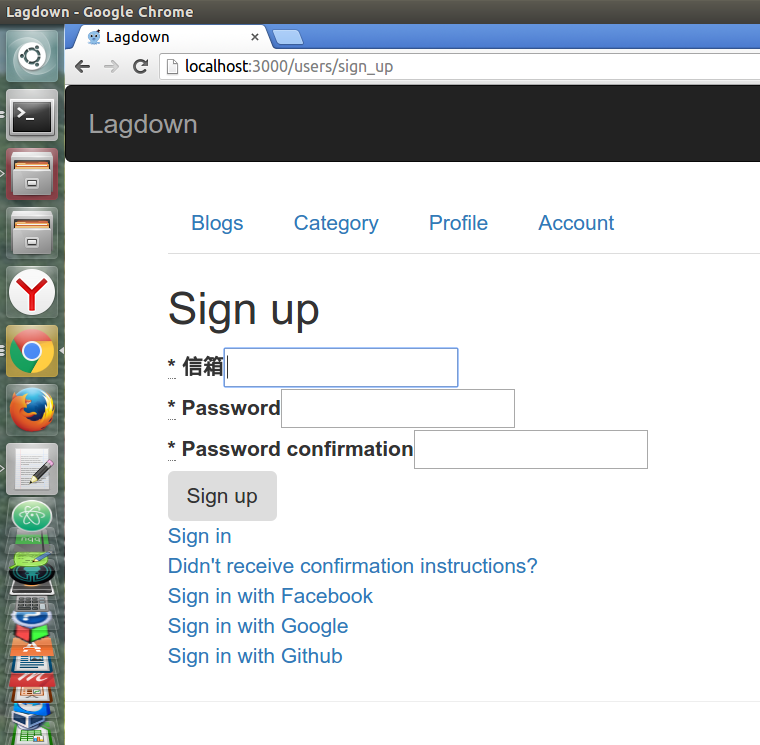 Lagdown - Google Chrome
Lagdown
localhost:3000/users/sign_up
Lagdown
Blogs Category Profile Account
Sign up
* 信箱
* Password
* Password confirmation
Sign up
Sign in
Didn't receive confirmation instructions?
Sign in with Facebook
Sign in with Google
Sign in with Github